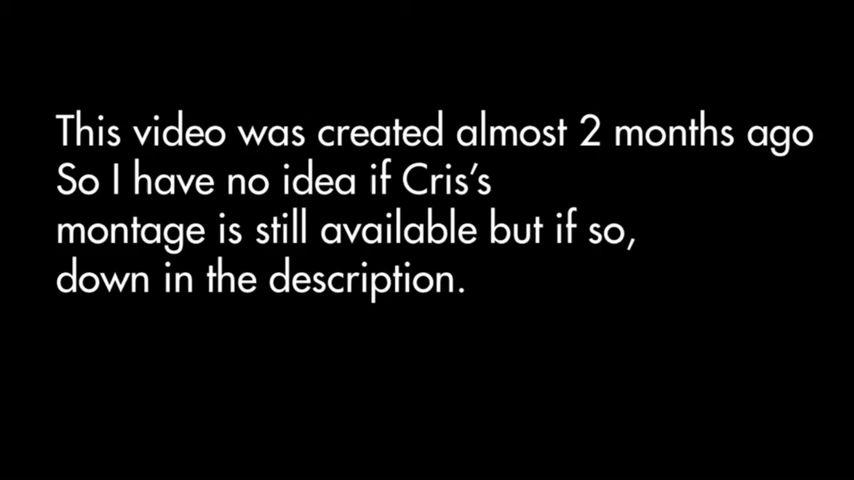 This video was created almost 2 months ago
So I have no idea if Cris's
montage is still available but if so,
down in the description.